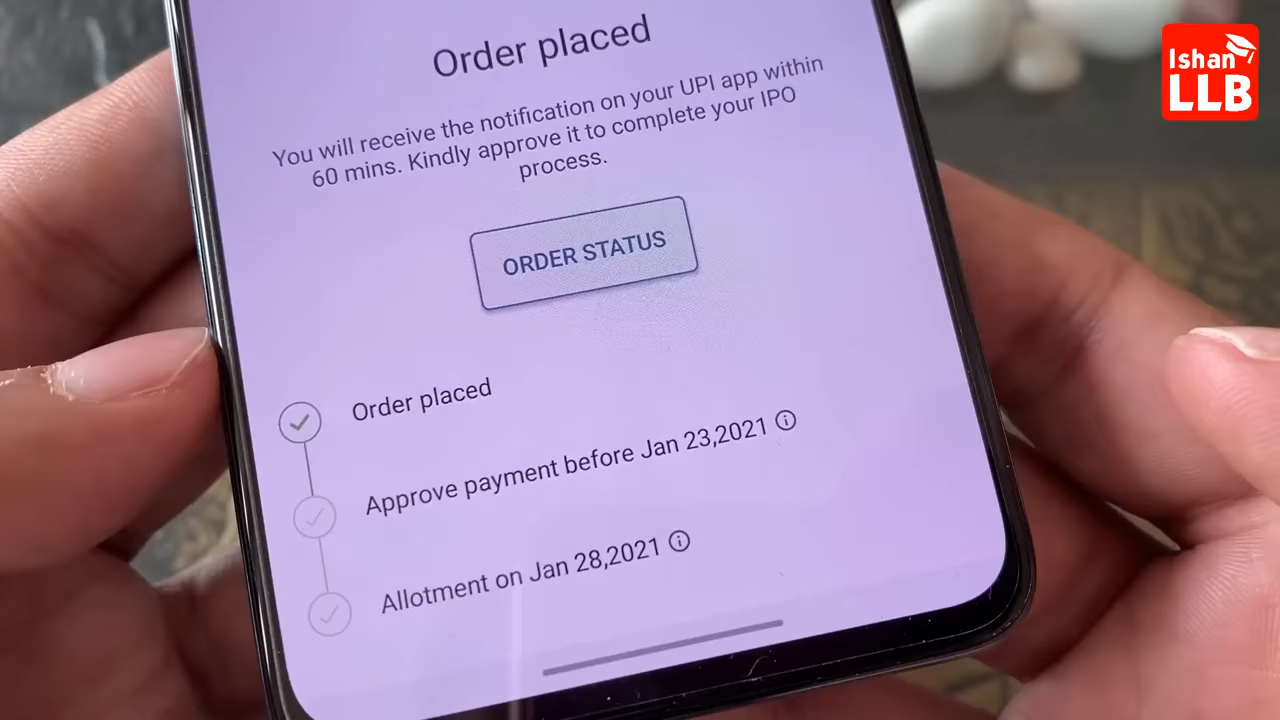 Order placed
You will receive the notification on your UPI app within
60 mins. Kindly approve it to complete your IPO
process.
ORDER STATUS
Order placed
Approve payment before Jan 23,2021
Allotment on Jan 28,2021
Ishan
LLB